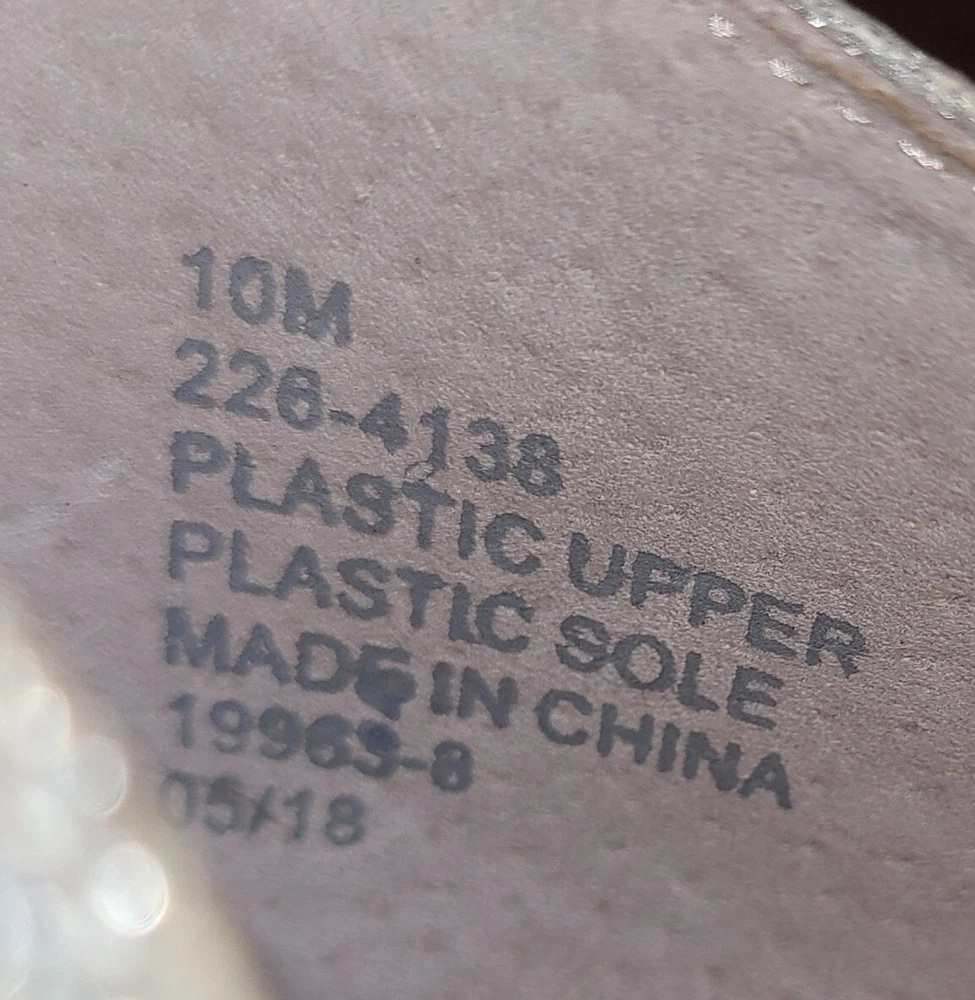 10M
226-4138
PLASTIC UPPER
PLASTIC SOLE
MADE IN CHINA
19963-8
05/18